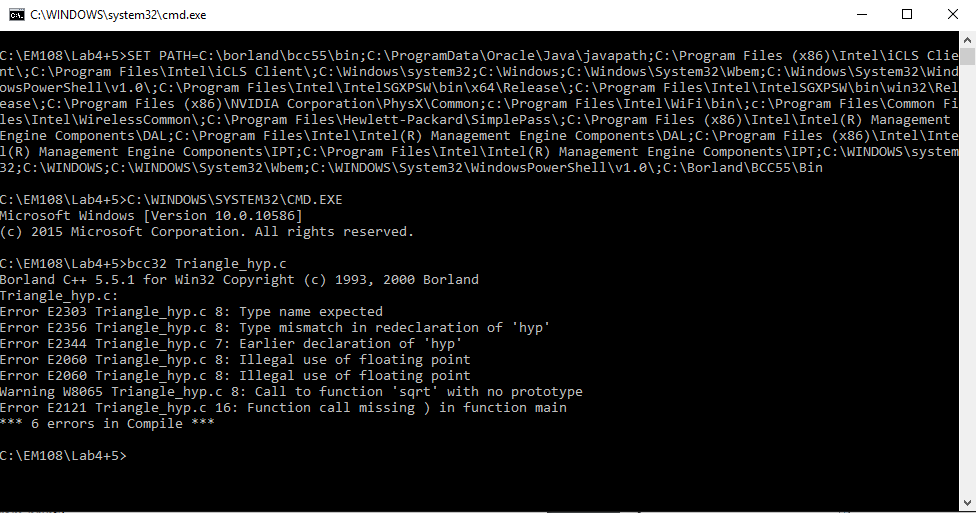 C:\WINDOWS\system32\cmd.exe
C:\EM108\Lab4+5>SET PATH=C:\borland\bcc55\bin;C:\ProgramData\Oracle\Java\javapath;C:\Program Files (x86)\Intel\iCLS Clie
nt\;C:\Program Files\Intel\iCLS Client\;C:\Windows\system32;C:\Windows;C:\Windows\System32\Wbem;C:\Windows\System32\Wind
owsPowerShell\v1.0\;C:\Program Files\Intel\IntelSGXPSW\bin\x64\Release\;C:\Program Files\Intel\IntelSGXPSW\bin\win32\Rel
ease\;C:\Program Files (x86)\NVIDIA Corporation\PhysX\Common;c:\Program Files\Intel\WiFi\bin\;c:\Program Files\Common Fi
les\Intel\WirelessCommon\;C:\Program Files\Hewlett-Packard\SimplePass\;C:\Program Files (x86)\Intel\Intel(R) Management
Engine Components\DAL;C:\Program Files\Intel\Intel(R) Management Engine Components\DAL;C:\Program Files (x86)\Intel\Inte
l(R) Management Engine Components\IPT;C:\Program Files\Intel\Intel(R) Management Engine Components\IPT;C:\WINDOWS\system
32;C:\WINDOWS;C:\WINDOWS\System32\Wbem;C:\WINDOWS\System32\WindowsPowerShell\v1.0\;C:\Borland\BCC55\Bin
C:\EM108\Lab4+5>C:\WINDOWS\SYSTEM32\CMD.EXE
Microsoft Windows [Version 10.0.10586]
(c) 2015 Microsoft Corporation. All rights reserved.
C:\EM108\Lab4+5>bcc32 Triangle_hyp.c
Borland C++ 5.5.1 for Win32 Copyright (c) 1993, 2000 Borland
Triangle_hyp.c:
Error E2303 Triangle_hyp.c 8: Type name expected
Error E2356 Triangle_hyp.c 8: Type mismatch in redeclaration of 'hyp'
Error E2344 Triangle_hyp.c 7: Earlier declaration of 'hyp'
Error E2060 Triangle_hyp.c 8: Illegal use of floating point
Error E2060 Triangle_hyp.c 8: Illegal use of floating point
Warning W8065 Triangle_hyp.c 8: Call to function 'sqrt' with no prototype
Error E2121 Triangle_hyp.c 16: Function call missing ) in function main
*** 6 errors in Compile ***
C:\EM108\Lab4+5>